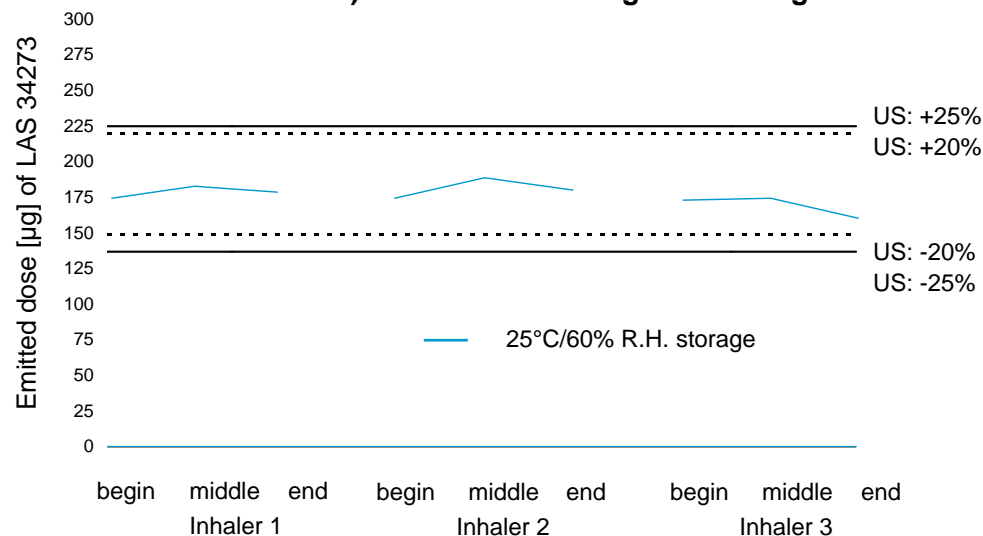 300
275
250
225
200
175
150
125
100
75
50
25
0
Emitted dose [µg] of LAS 34273
US: +25%
US: +20%
US: -20%
US: -25%
25°C/60% R.H. storage
begin middle end begin middle end begin middle end
Inhaler 1 Inhaler 2 Inhaler 3